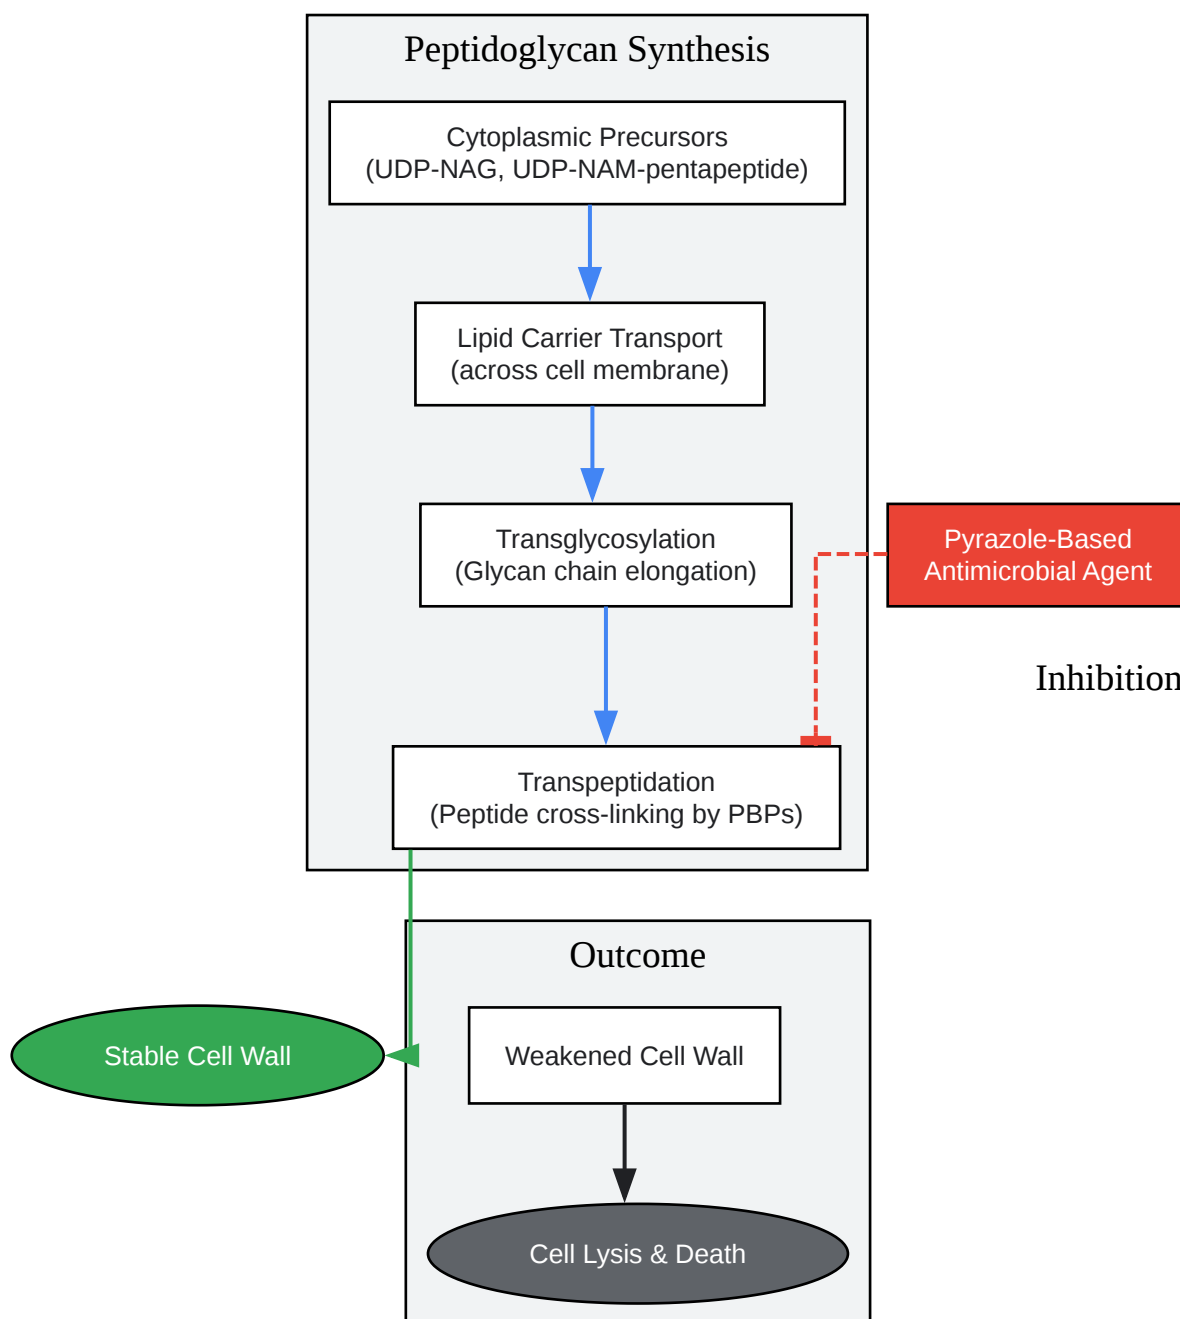 Peptidoglycan Synthesis
Cytoplasmic Precursors
(UDP-NAG, UDP-NAM-pentapeptide)
Lipid Carrier Transport
(across cell membrane)
Transglycosylation
(Glycan chain elongation)
Pyrazole-Based
Antimicrobial Agent
Inhibition
Transpeptidation
(Peptide cross-linking by PBPs)
Outcome
Stable Cell Wall
Weakened Cell Wall
Cell Lysis & Death